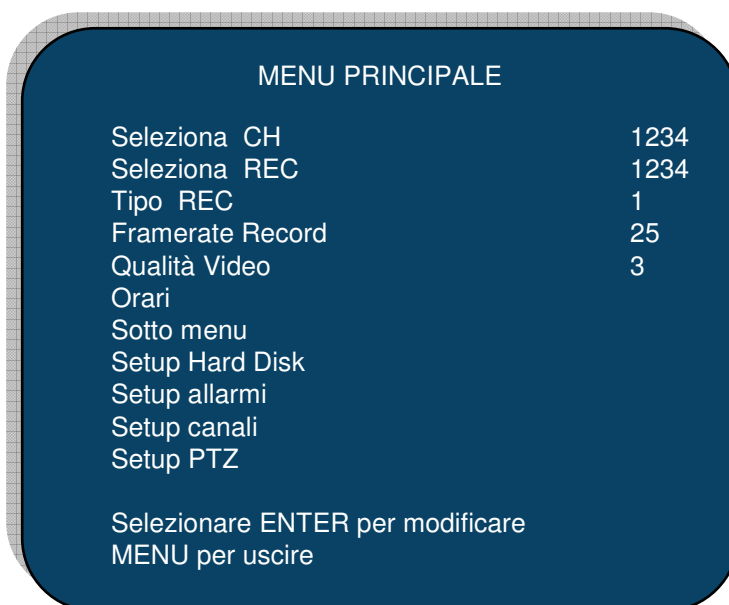 MENU PRINCIPALE
Seleziona CH 1234
Seleziona REC 1234
Tipo REC 1
Framerate Record 25
Qualità Video 3
Orari
Sotto menu
Setup Hard Disk
Setup allarmi
Setup canali
Setup PTZ
Selezionare ENTER per modificare
MENU per uscire